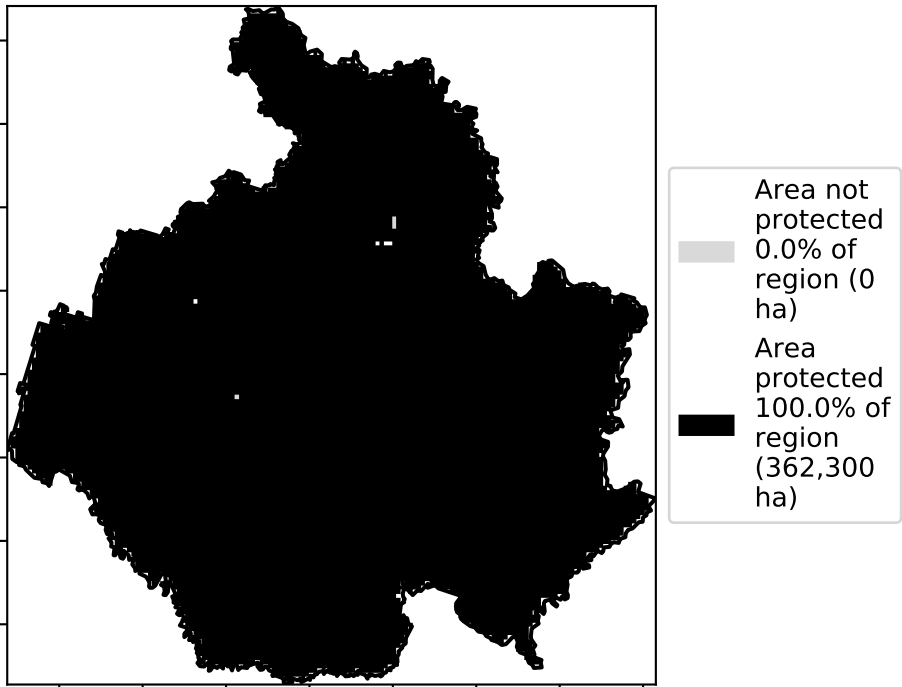 Area not
protected
0.0% of
region (0
ha)
Area
protected
100.0% of
region
(362,300
ha)